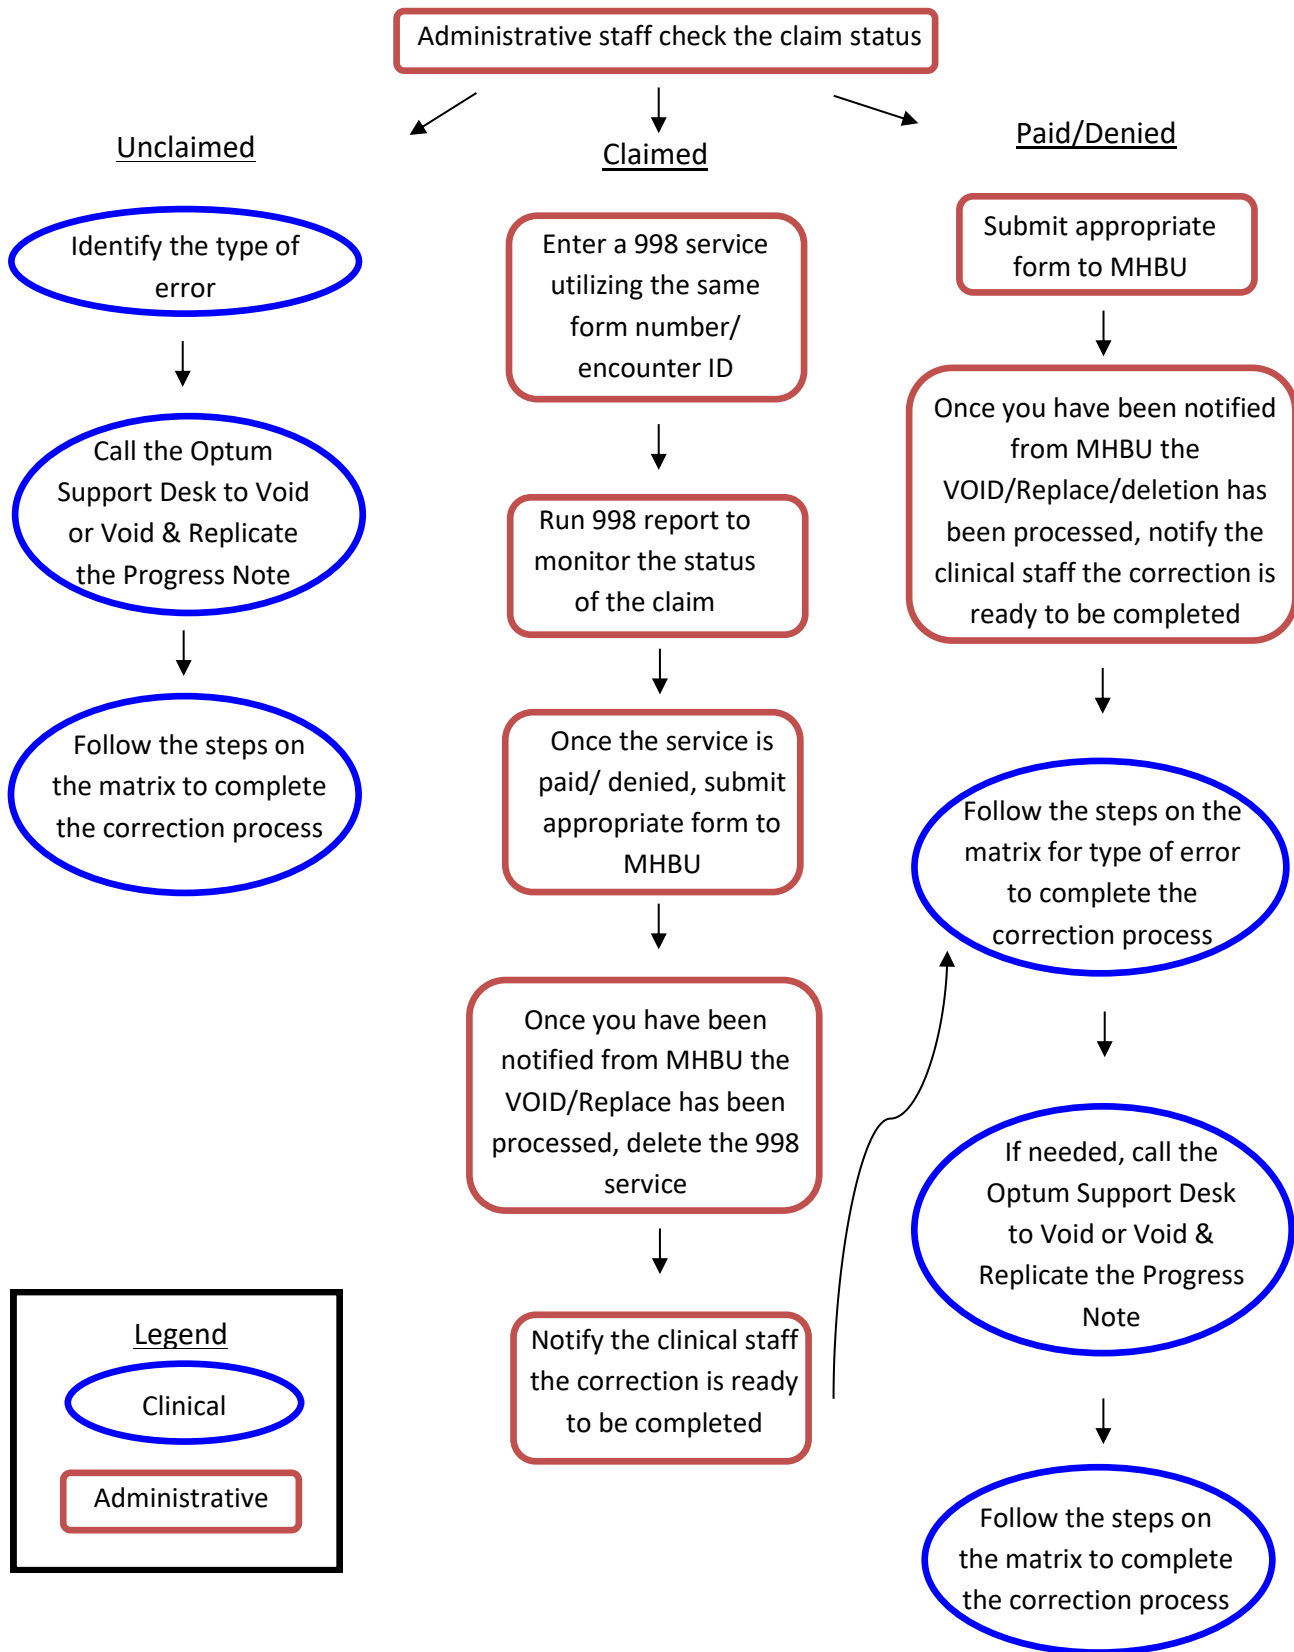 Administrative staff check the claim status
Unclaimed
Identify the type of
error
Call the Optum
Support Desk to Void
or Void & Replicate
the Progress Note
Follow the steps on
the matrix to complete
the correction process
Claimed
Enter a 998 service
utilizing the same
form number/
encounter ID
Run 998 report to
monitor the status
of the claim
Once the service is
paid/ denied, submit
appropriate form to
MHBU
Once you have been
notified from MHBU the
VOID/Replace has been
processed, delete the 998
service
Notify the clinical staff
the correction is ready
to be completed
Paid/Denied
Submit appropriate
form to MHBU
Once you have been notified
from MHBU the
VOID/Replace/deletion has
been processed, notify the
clinical staff the correction is
ready to be completed
Follow the steps on the
matrix for type of error
to complete the
correction process
If needed, call the
Optum Support Desk
to Void or Void &
Replicate the Progress
Note
Follow the steps on
the matrix to complete
the correction process
Legend
Clinical
Administrative